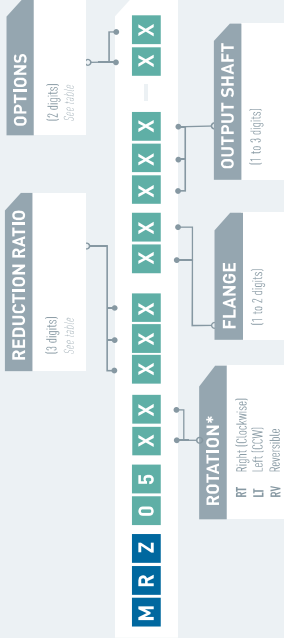 REDUCTION RATIO
(3 digits)
See table
OPTIONS
(2 digits)
See table
M R Z 0 5 X X X X X X X X X X – X X
ROTATION*
RT Right (Clockwise)
LT Left (CCW)
RV Reversible
FLANGE
(1 to 2 digits)
OUTPUT SHAFT
(1 to 3 digits)